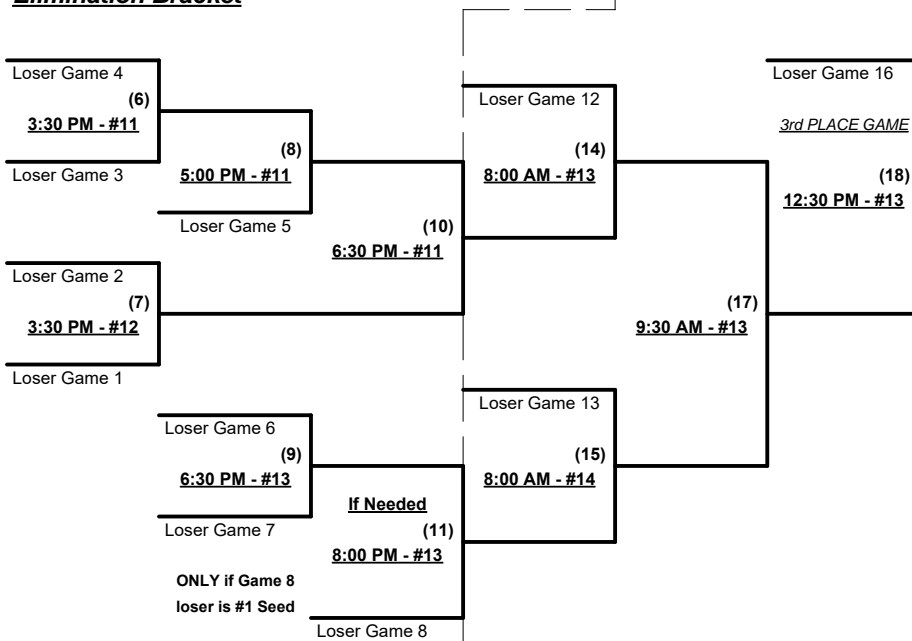 Elimination Bracket
Loser Game 4
(6)
3:30 PM - #11
Loser Game 3
(8)
5:00 PM - #11
Loser Game 5
Loser Game 2
(7)
3:30 PM - #12
Loser Game 1
(10)
6:30 PM - #11
Loser Game 6
(9)
6:30 PM - #13
Loser Game 7
If Needed
(11)
8:00 PM - #13
ONLY if Game 8
loser is #1 Seed
Loser Game 8
Loser Game 12
(14)
8:00 AM - #13
Loser Game 13
(15)
8:00 AM - #14
(17)
9:30 AM - #13
Loser Game 16
3rd PLACE GAME
(18)
12:30 PM - #13